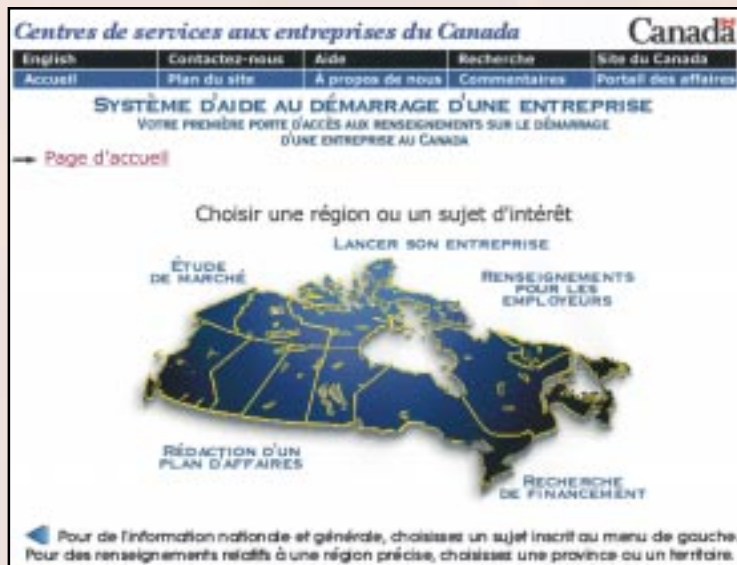 Centres de services aux entreprises du Canada Canada
English Contactez-nous Aide Recherche Site du Canada
Accueil Plan du site À propos de nous Commentaires Portail des affaires
SYSTÈME D'AIDE AU DÉMARRAGE D'UNE ENTREPRISE
VOTRE PREMIÈRE PORTE D'ACCÈS AUX RENSEIGNEMENTS SUR LE DÉMARRAGE
D'UNE ENTREPRISE AU CANADA
Page d'accueil
Choisir une région ou un sujet d'intérêt
LANCER SON ENTREPRISE
ÉTUDE
DE MARCHÉ
RENSEIGNEMENTS
POUR LES
EMPLOYEURS
RÉDACTION D'UN
PLAN D'AFFAIRES
RECHERCHE
DE FINANCEMENT
Pour de l'information nationale et générale, choisissez un sujet inscrit au menu de gauche.
Pour des renseignements relatifs à une région précise, choisissez une province ou un territoire.